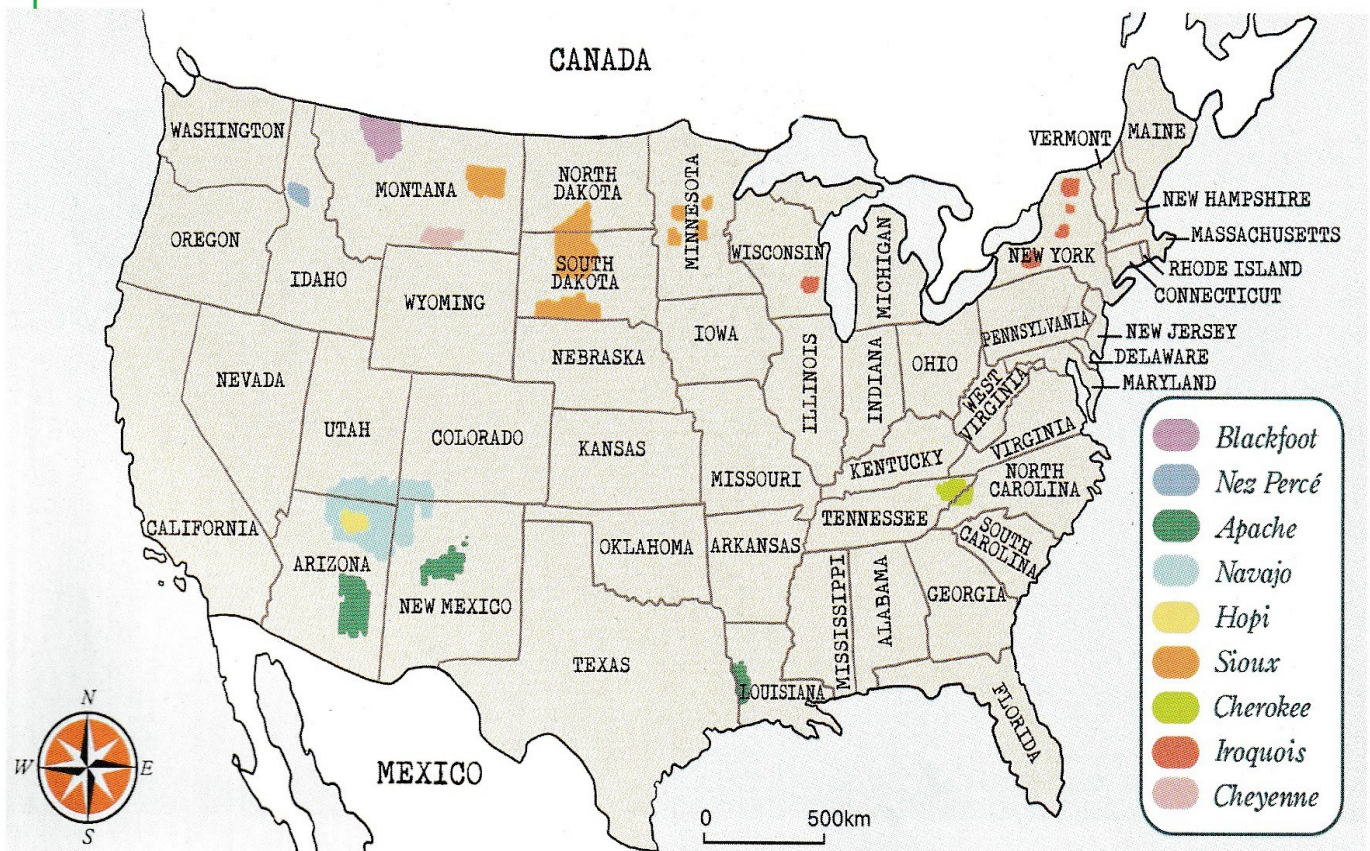 CANADA
WASHINGTON
MONTANA
NORTH
DAKOTA
MINNESOTA
VERMONT
MAINE
OREGON
IDAHO
WYOMING
SOUTH
DAKOTA
WISCONSIN
MICHIGAN
NEW YORK
NEW HAMPSHIRE
MASSACHUSETTS
RHODE ISLAND
CONNECTICUT
NEVADA
UTAH
COLORADO
NEBRASKA
IOWA
ILLINOIS
INDIANA
OHIO
PENNSYLVANIA
NEW JERSEY
DELAWARE
MARYLAND
WEST
VIRGINIA
VIRGINIA
CALIFORNIA
KANSAS
MISSOURI
KENTUCKY
NORTH
CAROLINA
TENNESSEE
SOUTH
CAROLINA
ARIZONA
NEW MEXICO
OKLAHOMA
ARKANSAS
MISSISSIPPI
ALABAMA
GEORGIA
TEXAS
LOUISIANA
FLORIDA
MEXICO
N
W
E
S
0
500km
Blackfoot
Nez Percé
Apache
Navajo
Hopi
Sioux
Cherokee
Iroquois
Cheyenne